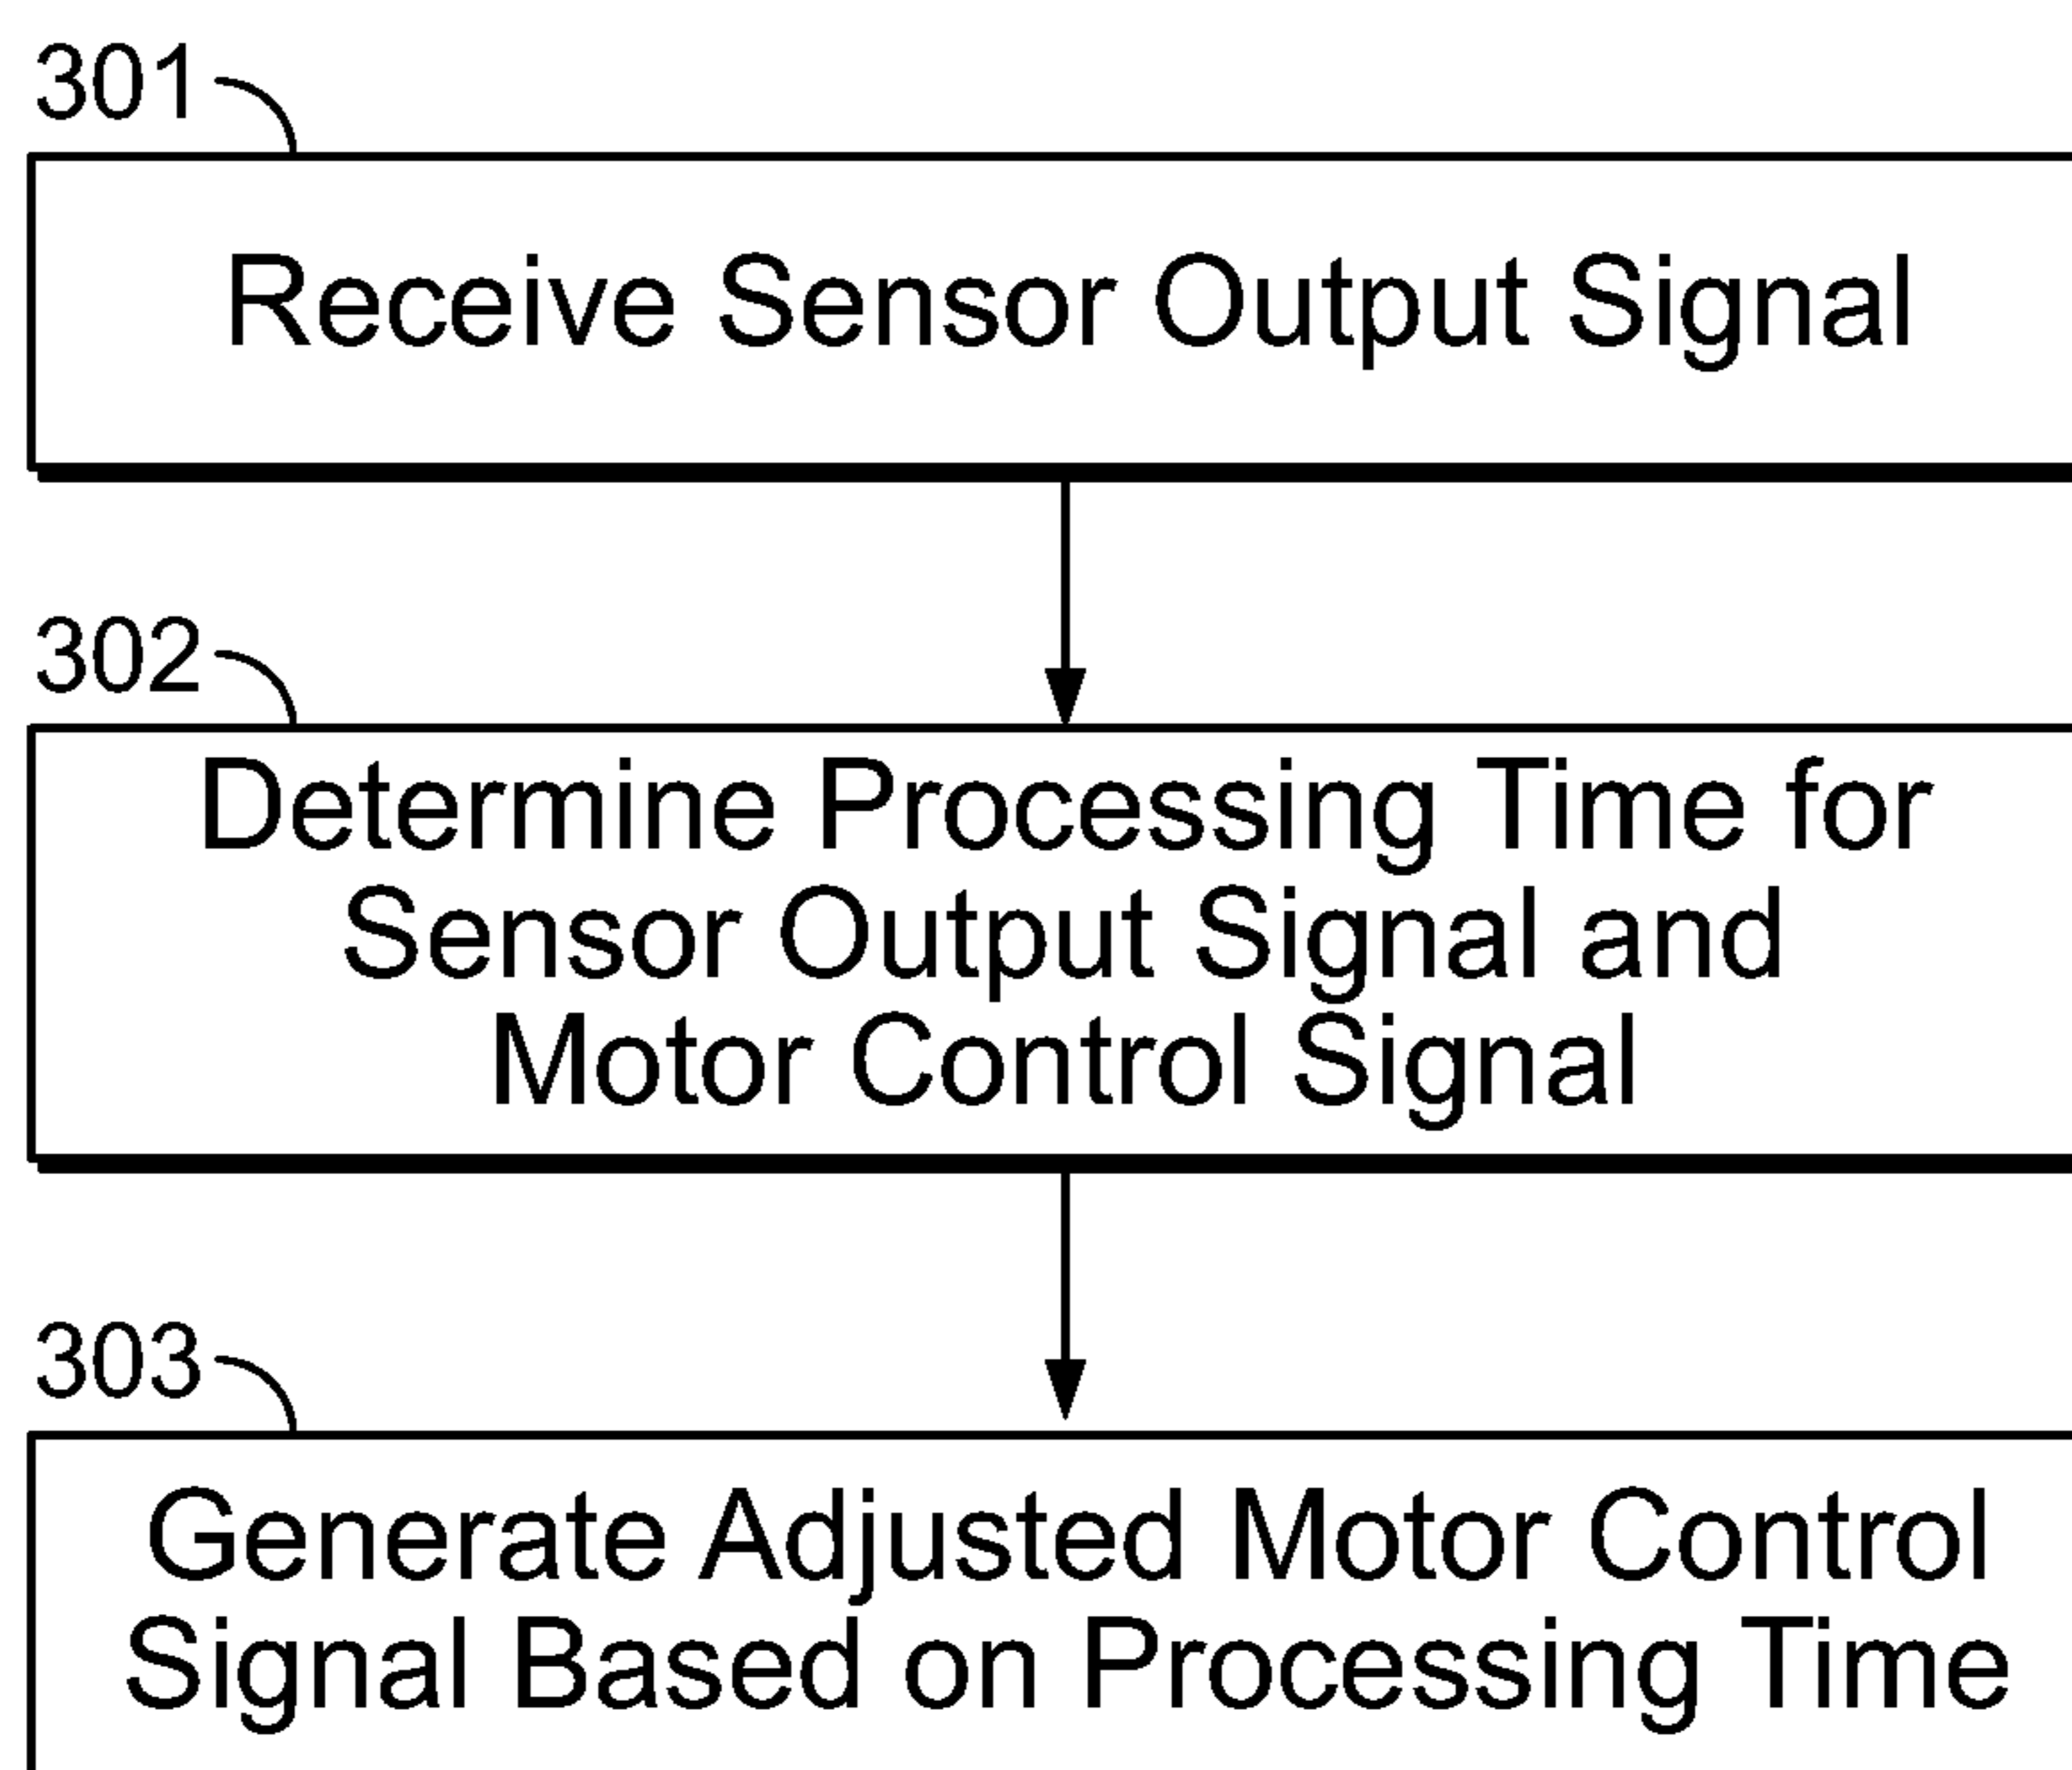 301
Receive Sensor Output Signal
302
Determine Processing Time for
Sensor Output Signal and
Motor Control Signal
303
Generate Adjusted Motor Control
Signal Based on Processing Time